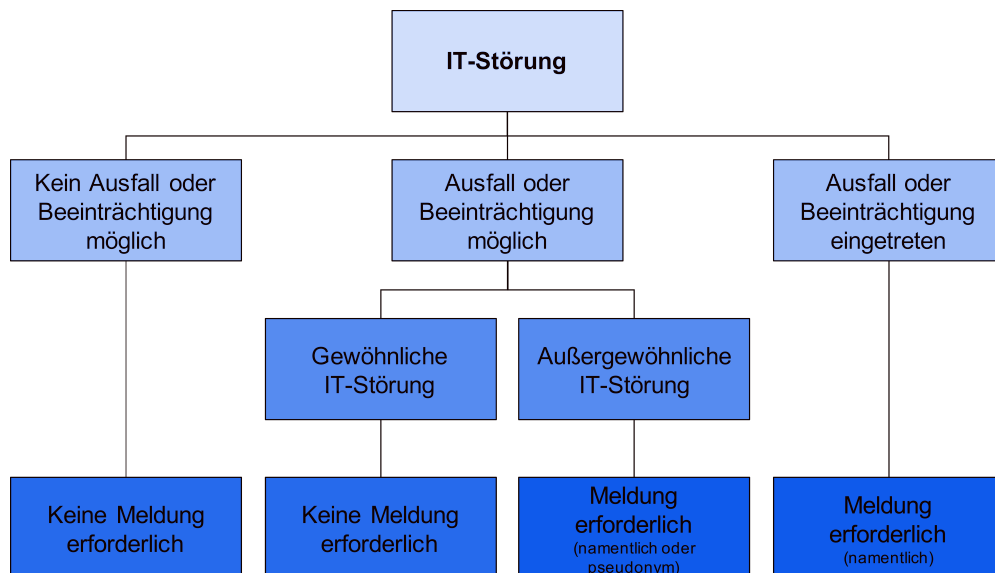 IT-Störung
Kein Ausfall oder
Beeinträchtigung
möglich
Ausfall oder
Beeinträchtigung
möglich
Ausfall oder
Beeinträchtigung
eingetreten
Gewöhnliche
IT-Störung
Außergewöhnliche
IT-Störung
Keine Meldung
erforderlich
Keine Meldung
erforderlich
Meldung
erforderlich
(namentlich oder
pseudonym)
Meldung
erforderlich
(namentlich)